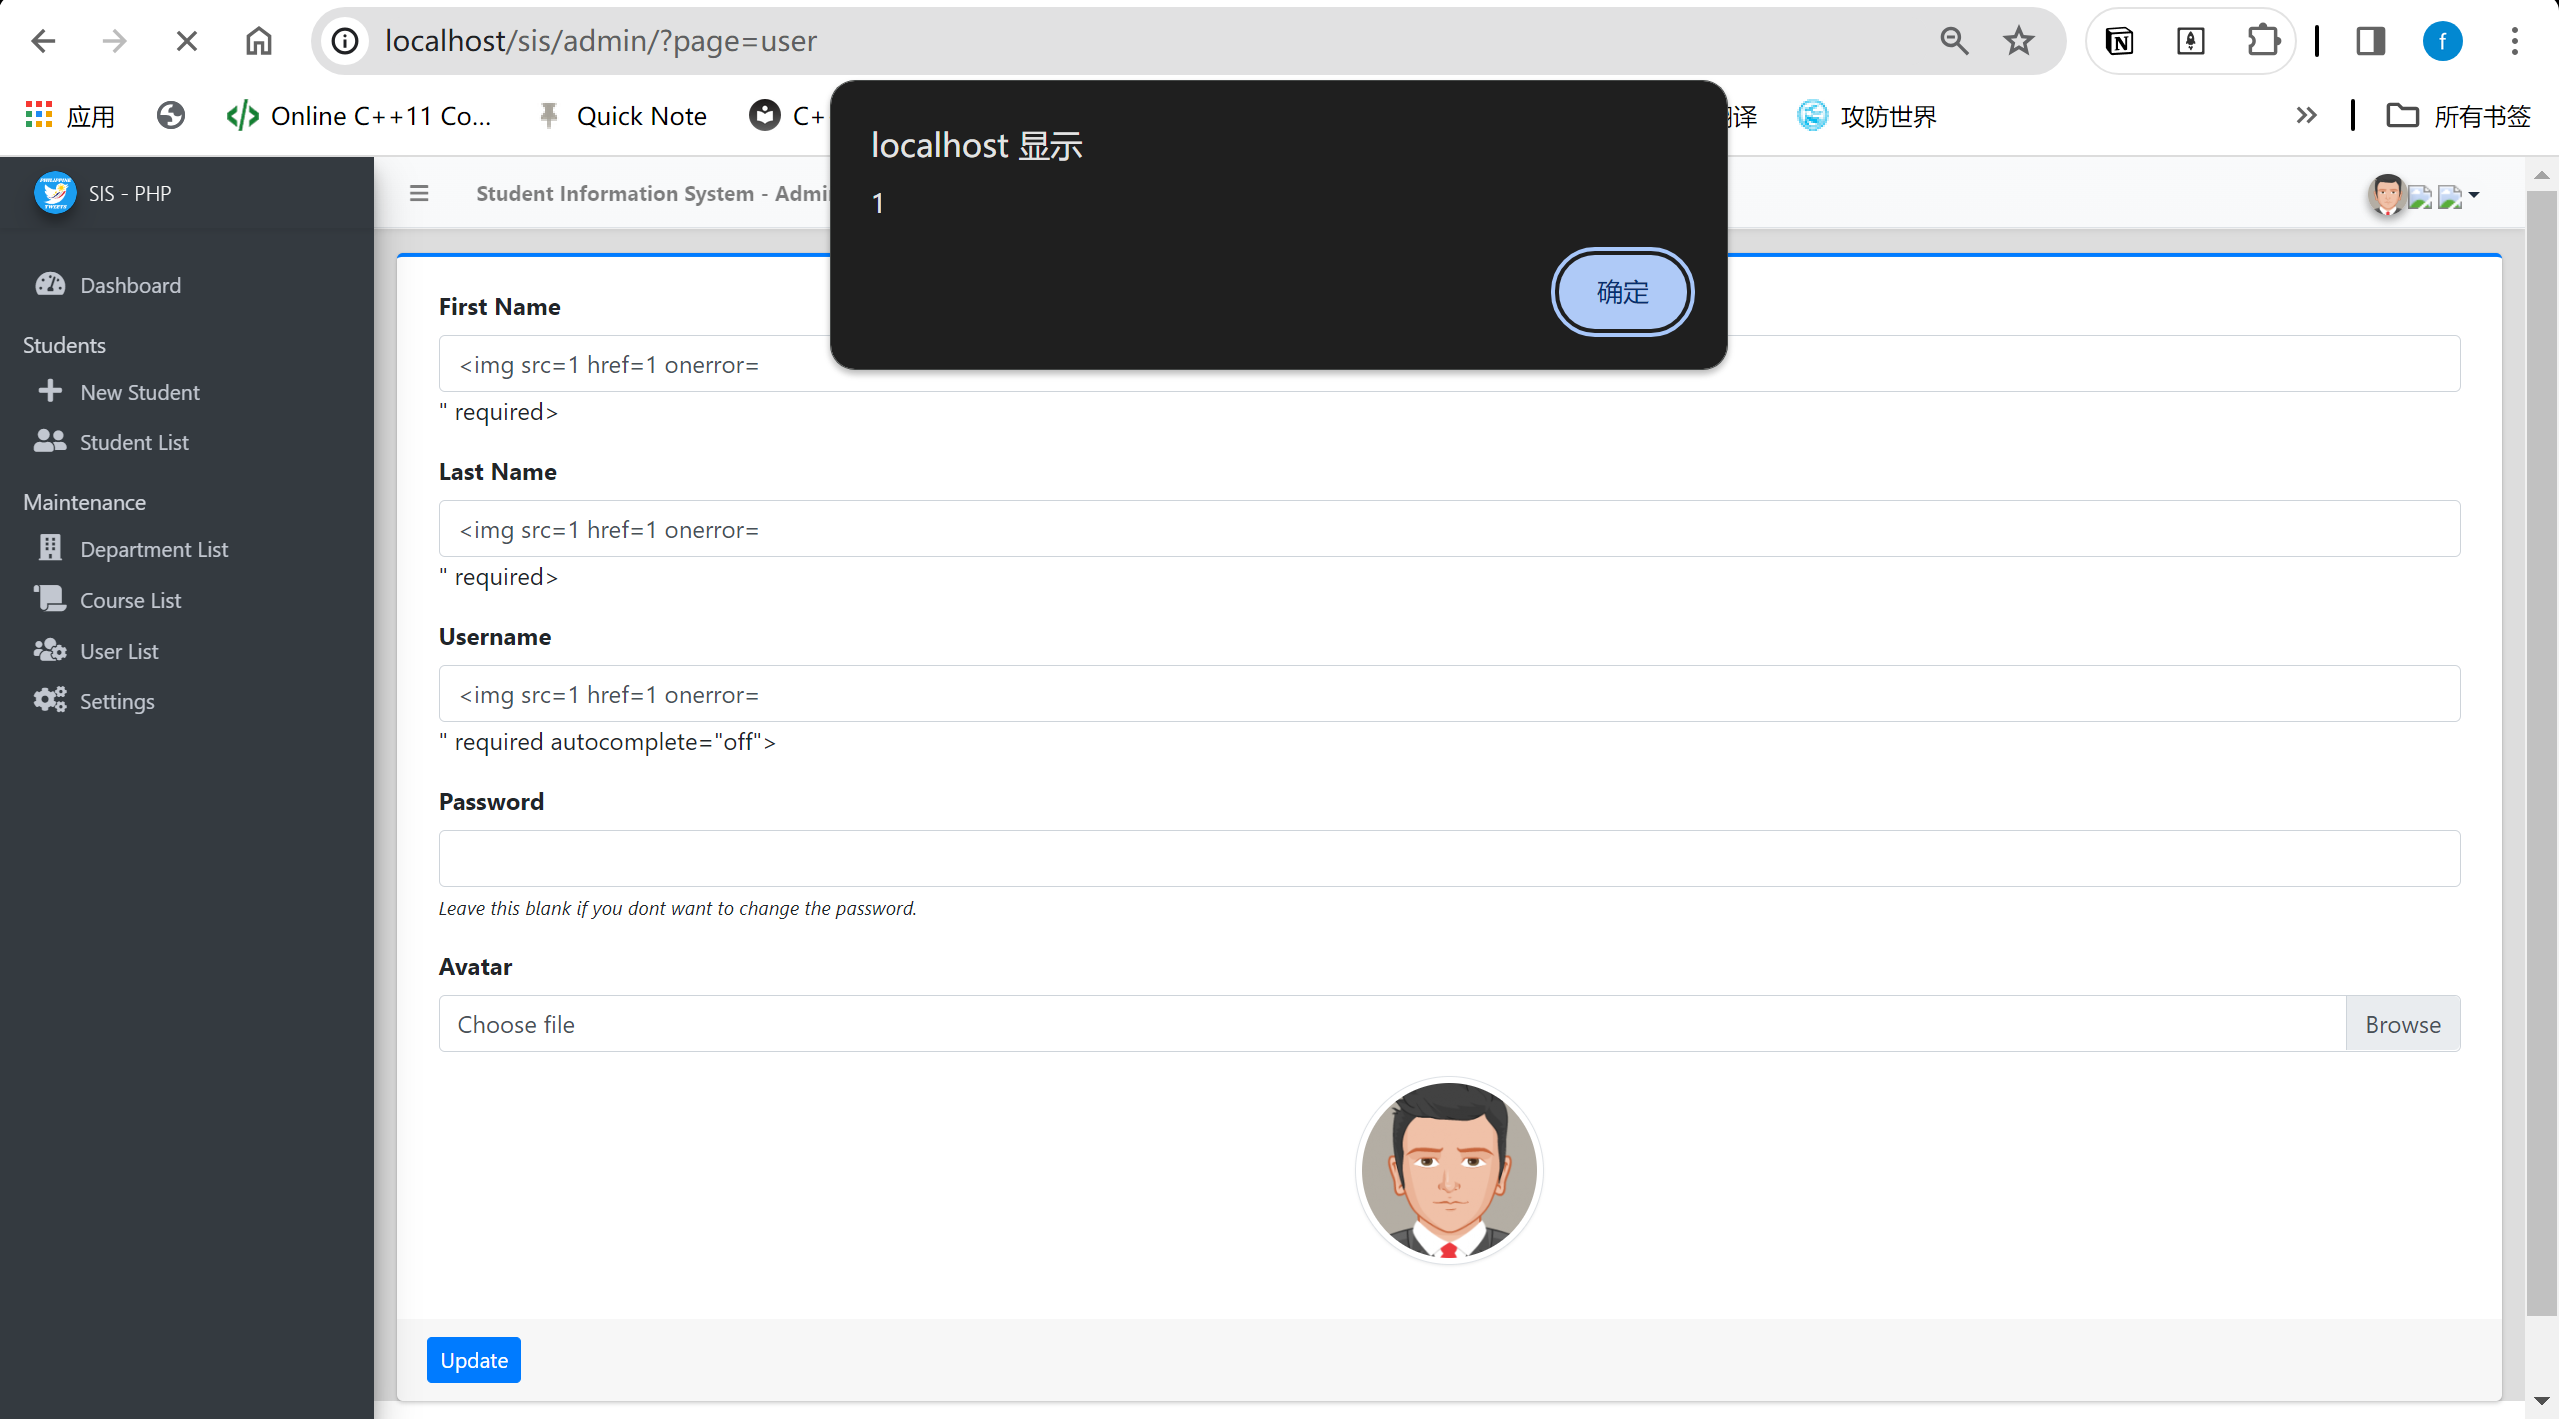 localhost/sis/admin/?page=user
f
应用
Online C++11 Co...
Quick Note
C+
译
攻防世界
所有书签
localhost 显示
1
确定
SIS - PHP
Student Information System - Admi
Dashboard
Students
New Student
Student List
Maintenance
Department List
Course List
User List
Settings
First Name
<img src=1 href=1 onerror=
" required>
Last Name
<img src=1 href=1 onerror=
" required>
Username
<img src=1 href=1 onerror=
" required autocomplete="off">
Password
Leave this blank if you dont want to change the password.
Avatar
Choose file
Browse
Update